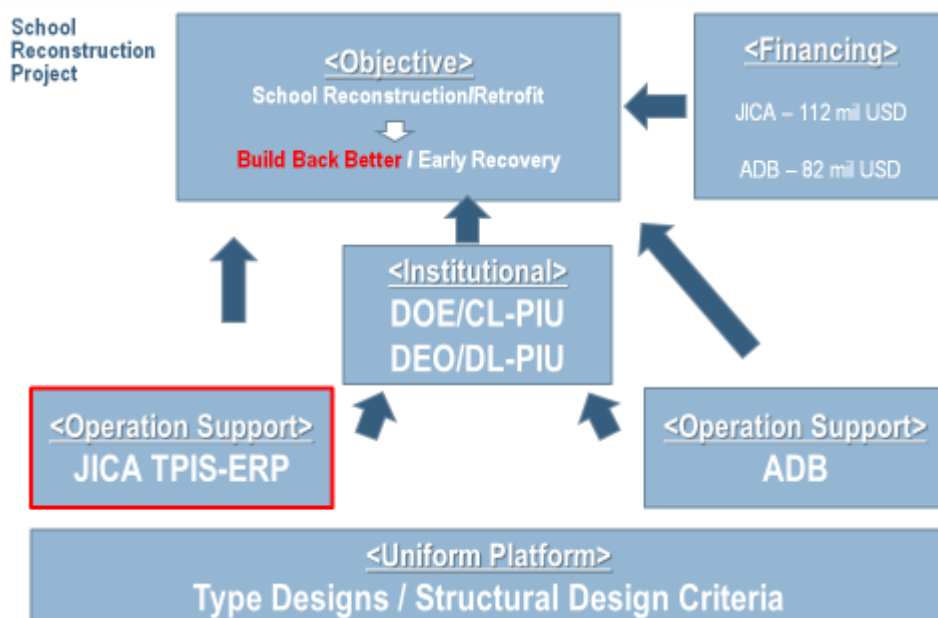 School
Reconstruction
Project
<Objective>
School Reconstruction/Retrofit
Build Back Better / Early Recovery
<Financing>
JICA – 112 mil USD
ADB – 82 mil USD
<Institutional>
DOE/CL-PIU
DEO/DL-PIU
<Operation Support>
JICA TPIS-ERP
<Operation Support>
ADB
<Uniform Platform>
Type Designs / Structural Design Criteria